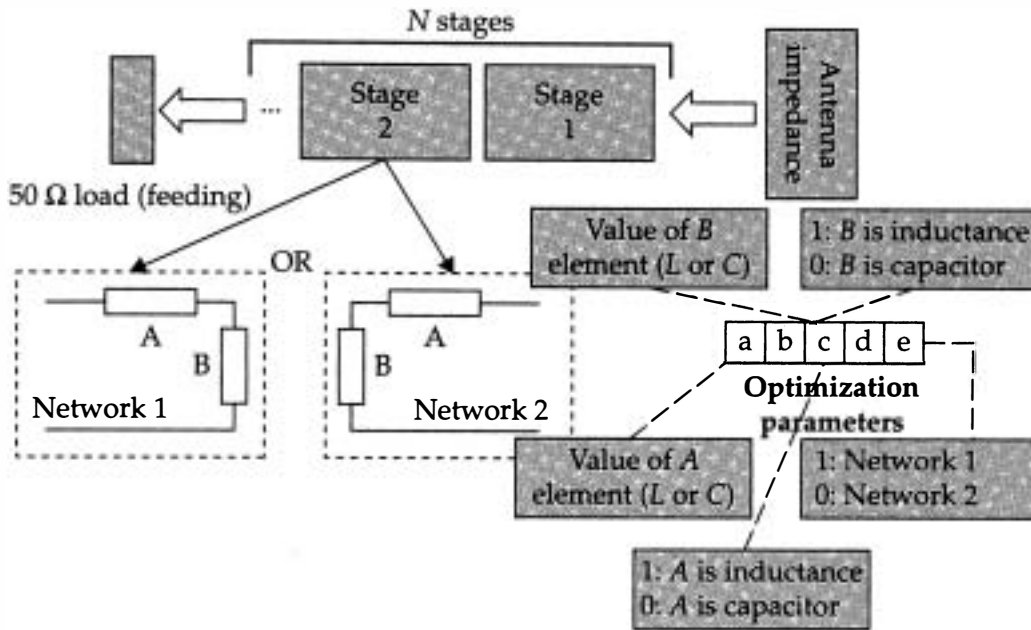 N stages
Stage
2
Stage
1
...
Antenna
impedance
50 Ω load (feeding)
OR
A
B
Network 1
A
B
Network 2
Value of B
element (L or C)
1: B is inductance
0: B is capacitor
a b c d e
Optimization
parameters
Value of A
element (L or C)
1: Network 1
0: Network 2
1: A is inductance
0: A is capacitor